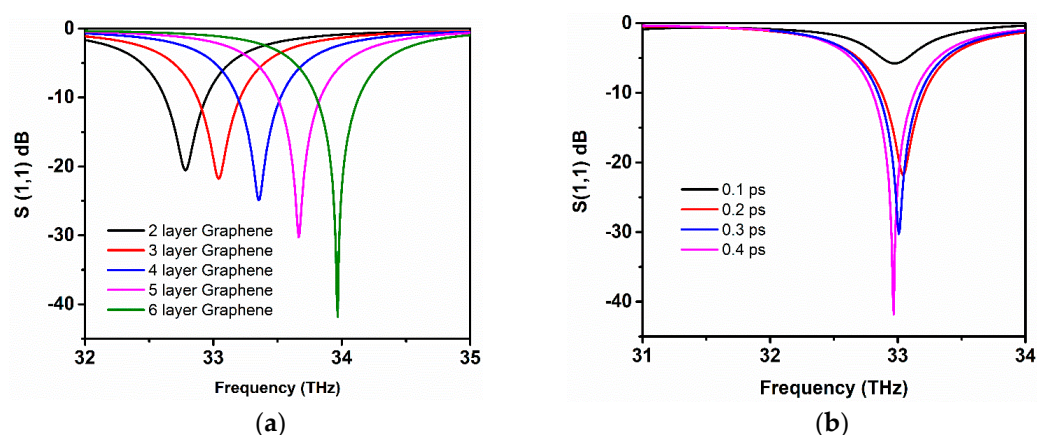 0
-10
-20
-30
-40
S (1,1) dB
2 layer Graphene
3 layer Graphene
4 layer Graphene
5 layer Graphene
6 layer Graphene
32
33
34
35
Frequency (THz)
(a)
0
-10
-20
-30
-40
S(1,1) dB
0.1 ps
0.2 ps
0.3 ps
0.4 ps
31
32
33
34
Frequency (THz)
(b)